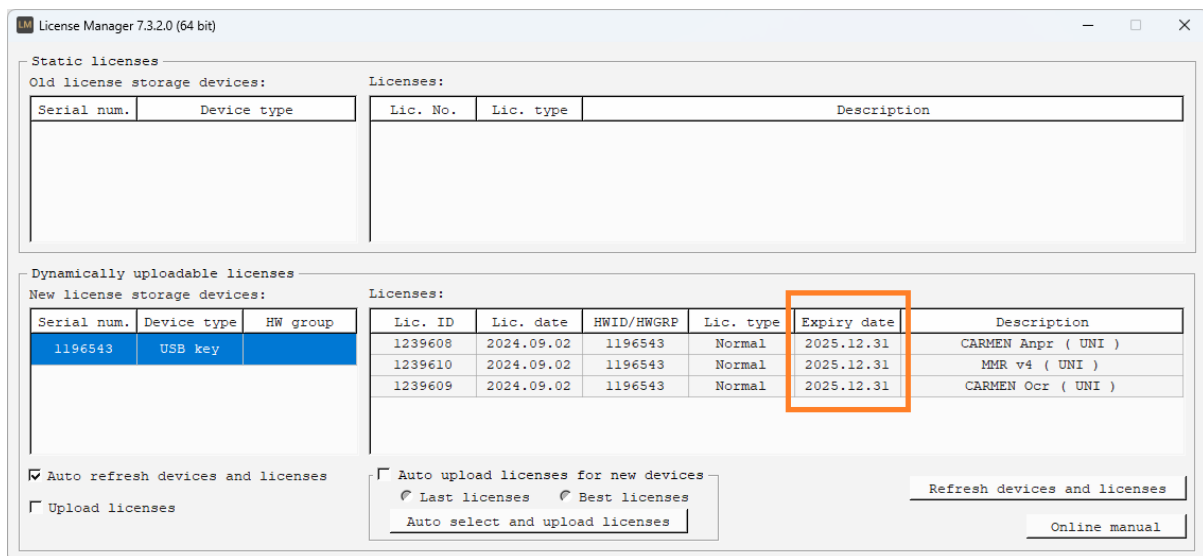 LM License Manager 7.3.2.0 (64 bit)
Static licenses
Old license storage devices:
Serial num. Device type
Licenses:
Lic. No. Lic. type Description
Dynamically uploadable licenses
New license storage devices:
Serial num. Device type HW group
1196543 USB key
Licenses:
Lic. ID Lic. date HWID/HWGRP Lic. type Expiry date Description
1239608 2024.09.02 1196543 Normal 2025.12.31 CARMEN Anpr ( UNI )
1239610 2024.09.02 1196543 Normal 2025.12.31 MMR v4 ( UNI )
1239609 2024.09.02 1196543 Normal 2025.12.31 CARMEN Ocr ( UNI )
Auto refresh devices and licenses
Upload licenses
Auto upload licenses for new devices
Last licenses Best licenses
Auto select and upload licenses
Refresh devices and licenses
Online manual